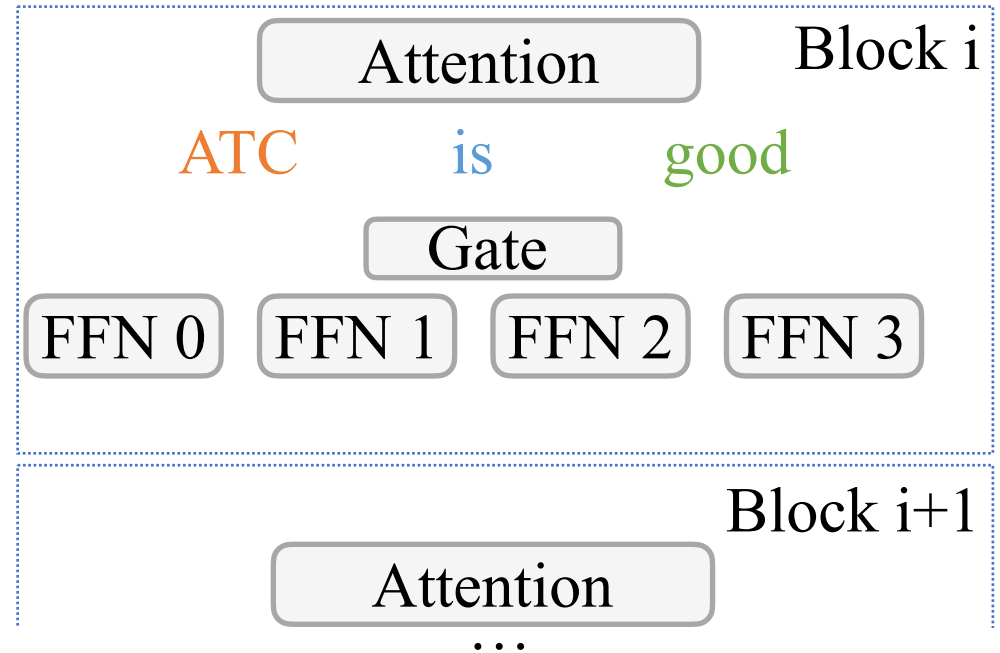 Attention
Block i
ATC is good
Gate
FFN 0 FFN 1 FFN 2 FFN 3
Block i+1
Attention
...